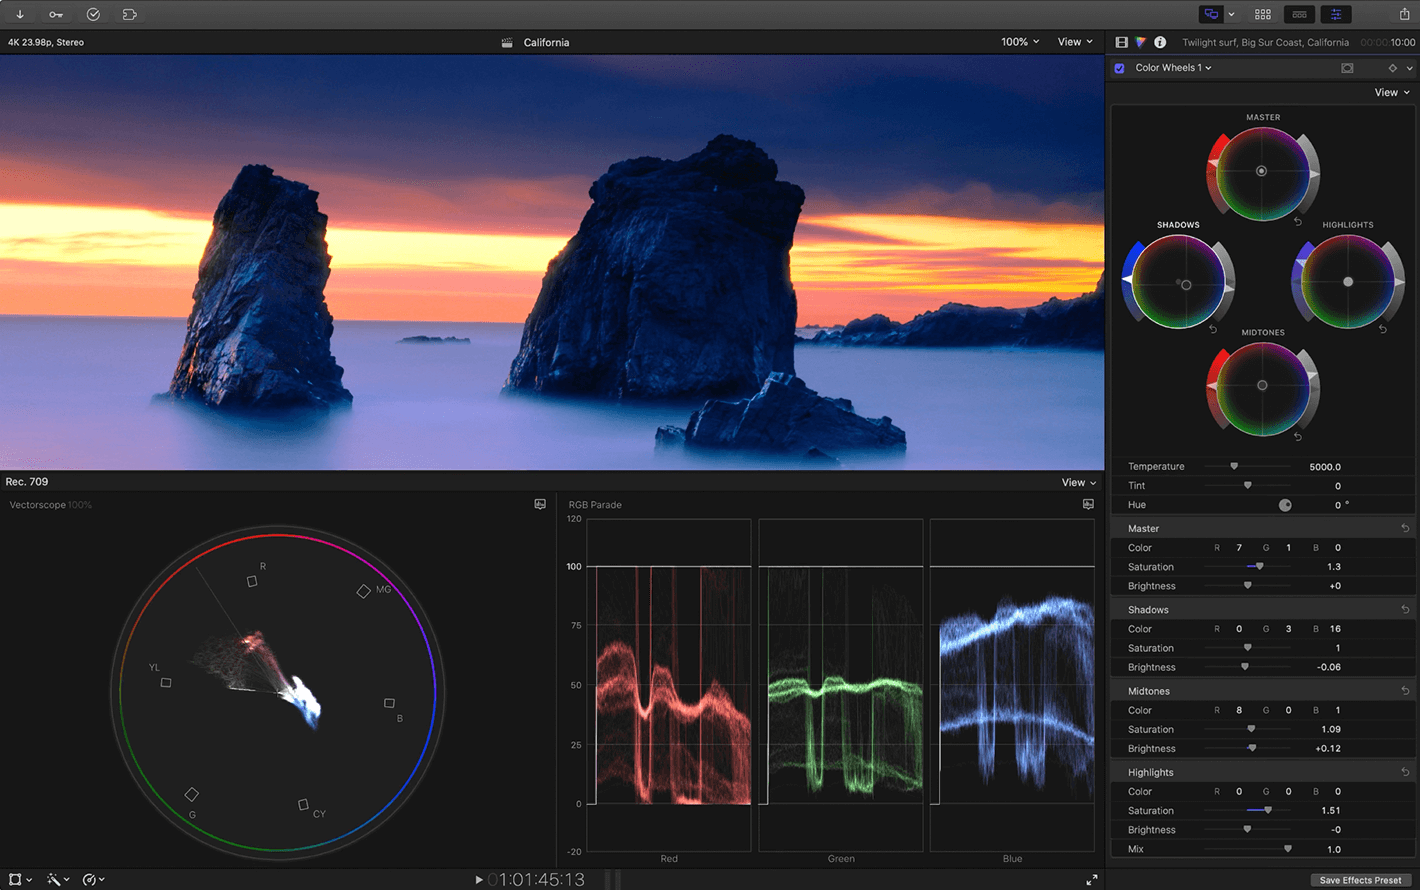 4K 23.98p, Stereo
California
100%
View
Twilight surf, Big Sur Coast, California
00:00:10:00
Color Wheels 1
View
MASTER
SHADOWS
HIGHLIGHTS
MIDTONES
Temperature 5000.0
Tint 0
Hue 0 °
Master
Color R 7 G 1 B 0
Saturation 1.3
Brightness +0
Shadows
Color R 0 G 3 B 16
Saturation 1
Brightness -0.06
Midtones
Color R 8 G 0 B 1
Saturation 1.09
Brightness +0.12
Highlights
Color R 0 G 0 B 0
Saturation 1.51
Brightness -0
Mix 1.0
Save Effects Preset
Rec. 709
View
Vectorscope 100%
R
MG
YL
B
G
CY
RGB Parade
120
100
75
50
25
0
-20
Red
Green
Blue
01:01:45:13